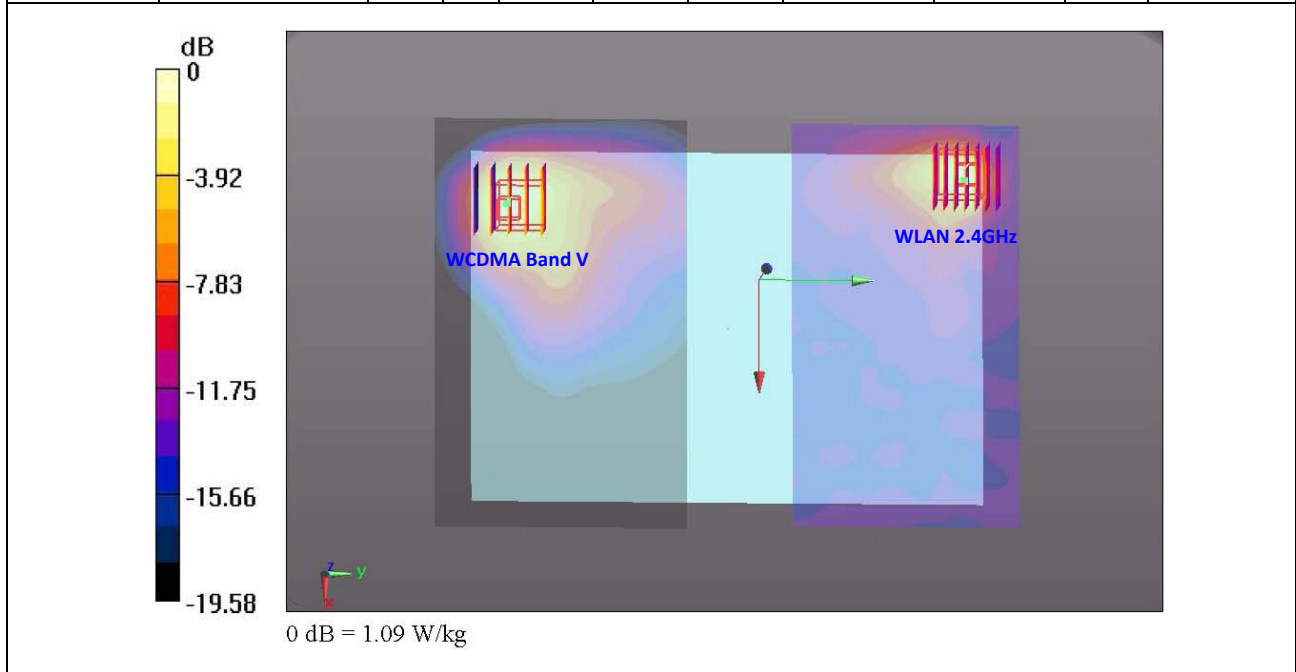 dB
0
-3.92
-7.83
-11.75
-15.66
-19.58
WCDMA Band V
WLAN 2.4GHz
z
y
x
0 dB = 1.09 W/kg